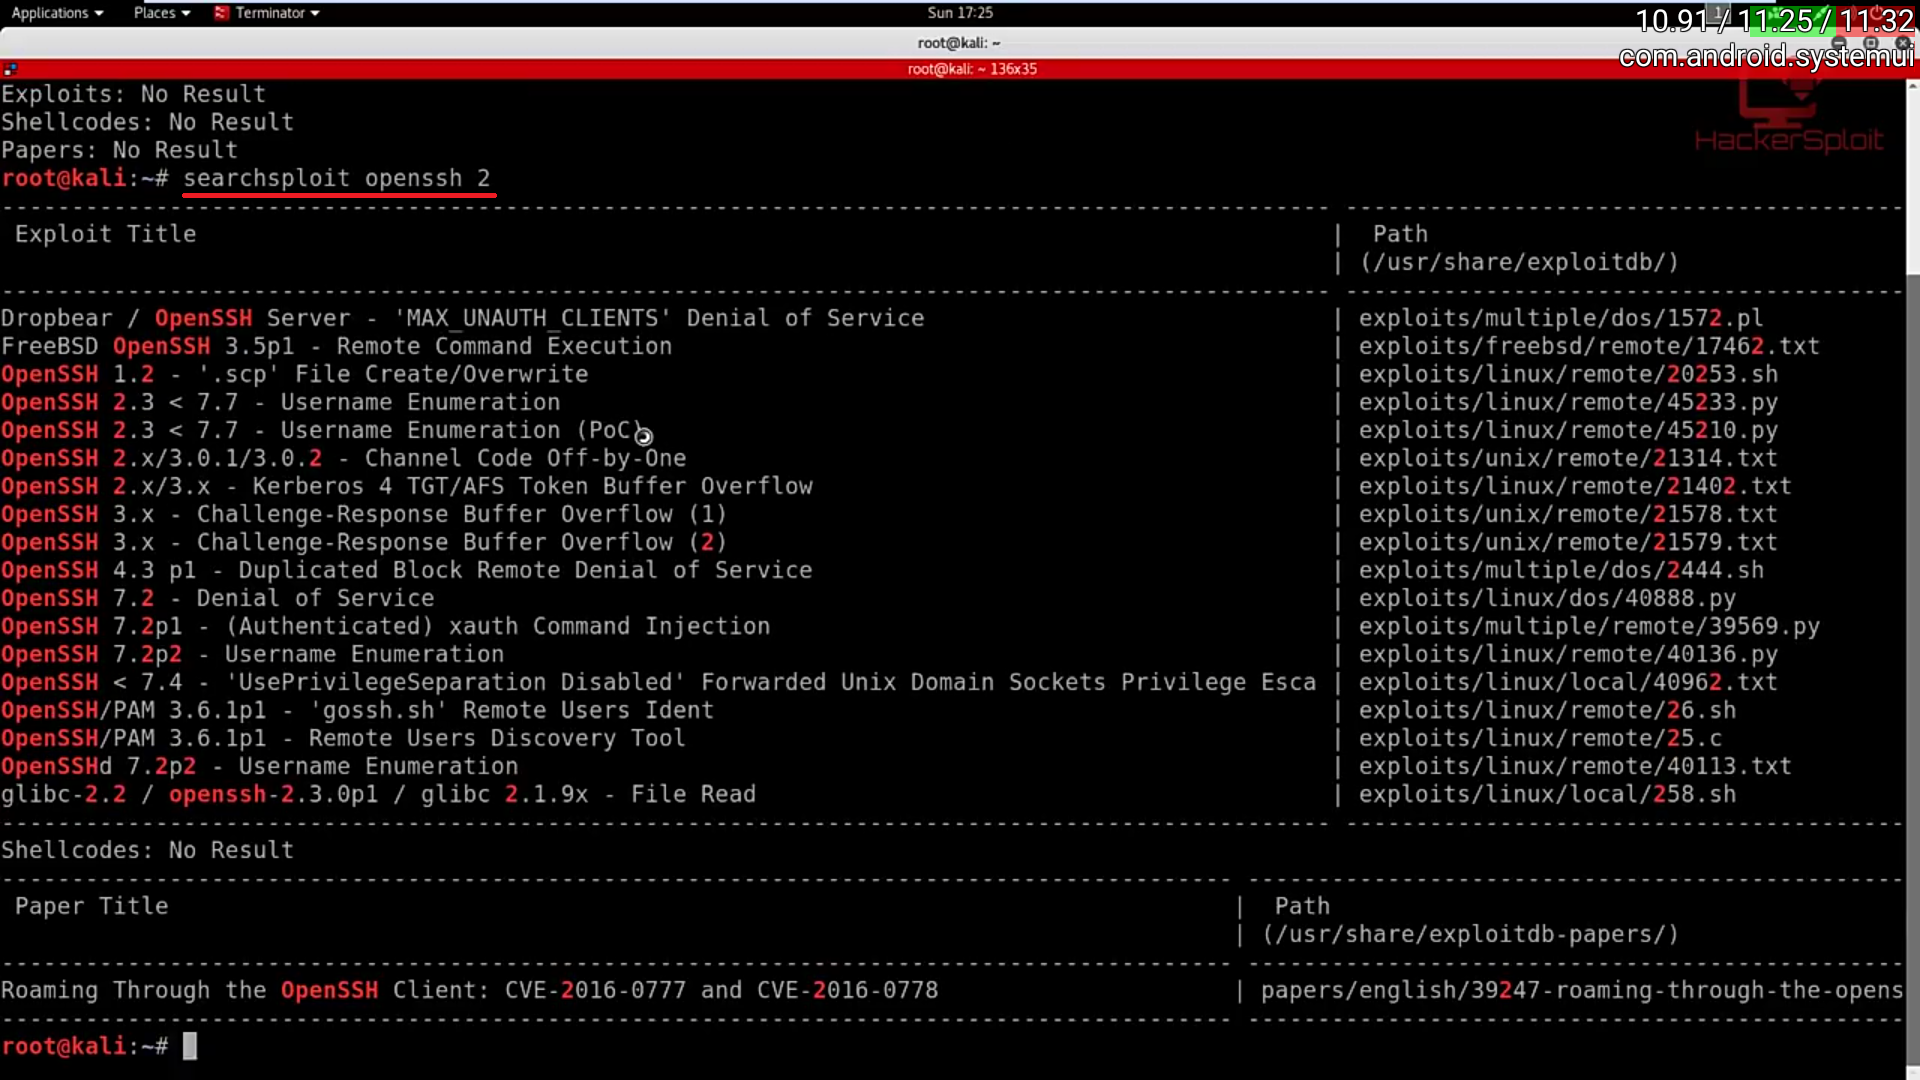 Applications Places Terminator Sun 17:25 1
10.91 / 11.25 / 11.32
root@kali: ~
com.android.systemui
root@kali: ~ 136x35
HackerSploit
Exploits: No Result
Shellcodes: No Result
Papers: No Result
root@kali:~# searchsploit openssh 2
Exploit Title | Path
| (/usr/share/exploitdb/)
Dropbear / OpenSSH Server - 'MAX_UNAUTH_CLIENTS' Denial of Service | exploits/multiple/dos/1572.pl
FreeBSD OpenSSH 3.5p1 - Remote Command Execution | exploits/freebsd/remote/17462.txt
OpenSSH 1.2 - '.scp' File Create/Overwrite | exploits/linux/remote/20253.sh
OpenSSH 2.3 < 7.7 - Username Enumeration | exploits/linux/remote/45233.py
OpenSSH 2.3 < 7.7 - Username Enumeration (PoC) | exploits/linux/remote/45210.py
OpenSSH 2.x/3.0.1/3.0.2 - Channel Code Off-by-One | exploits/unix/remote/21314.txt
OpenSSH 2.x/3.x - Kerberos 4 TGT/AFS Token Buffer Overflow | exploits/linux/remote/21402.txt
OpenSSH 3.x - Challenge-Response Buffer Overflow (1) | exploits/unix/remote/21578.txt
OpenSSH 3.x - Challenge-Response Buffer Overflow (2) | exploits/unix/remote/21579.txt
OpenSSH 4.3 p1 - Duplicated Block Remote Denial of Service | exploits/multiple/dos/2444.sh
OpenSSH 7.2 - Denial of Service | exploits/linux/dos/40888.py
OpenSSH 7.2p1 - (Authenticated) xauth Command Injection | exploits/multiple/remote/39569.py
OpenSSH 7.2p2 - Username Enumeration | exploits/linux/remote/40136.py
OpenSSH < 7.4 - 'UsePrivilegeSeparation Disabled' Forwarded Unix Domain Sockets Privilege Esca | exploits/linux/local/40962.txt
OpenSSH/PAM 3.6.1p1 - 'gossh.sh' Remote Users Ident | exploits/linux/remote/26.sh
OpenSSH/PAM 3.6.1p1 - Remote Users Discovery Tool | exploits/linux/remote/25.c
OpenSSHd 7.2p2 - Username Enumeration | exploits/linux/remote/40113.txt
glibc-2.2 / openssh-2.3.0p1 / glibc 2.1.9x - File Read | exploits/linux/local/258.sh
Shellcodes: No Result
Paper Title | Path
| (/usr/share/exploitdb-papers/)
Roaming Through the OpenSSH Client: CVE-2016-0777 and CVE-2016-0778 | papers/english/39247-roaming-through-the-opens
root@kali:~#